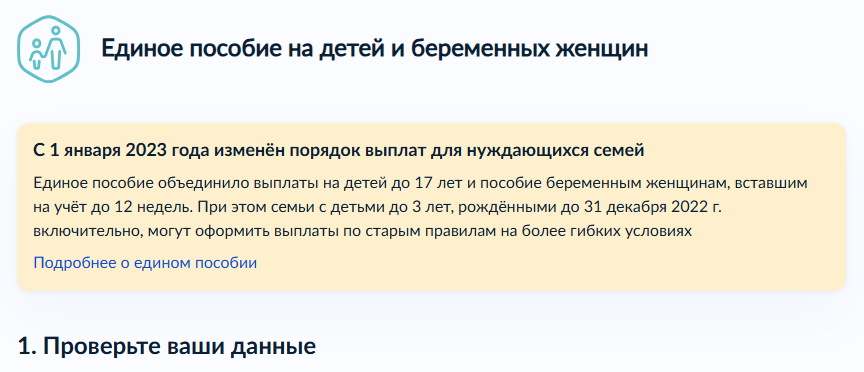 Единое пособие на детей и беременных женщин
С 1 января 2023 года изменён порядок выплат для нуждающихся семей
Единое пособие объединило выплаты на детей до 17 лет и пособие беременным женщинам, вставшим
на учёт до 12 недель. При этом семьи с детьми до 3 лет, рождёнными до 31 декабря 2022 г.
включительно, могут оформить выплаты по старым правилам на более гибких условиях
Подробнее о едином пособии
1. Проверьте ваши данные